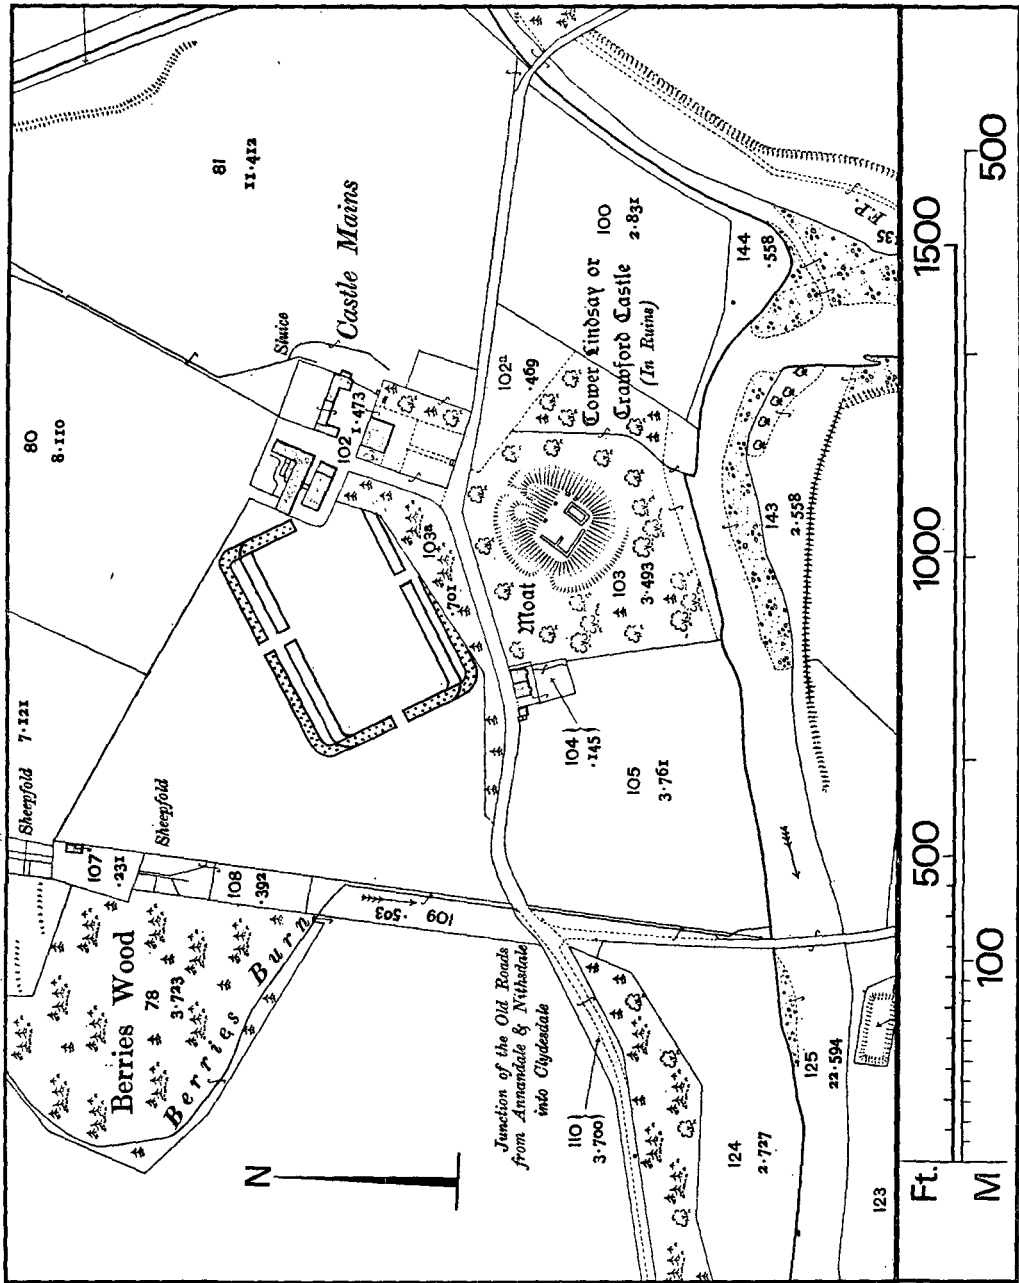 Sheepfold 7·121
80
8·110
81
11·412
107
·231
Sheepfold
108
·392
109 ·503
Berries Wood
78
3·723
Berries Burn
Sluice
Castle Mains
102
1·473
103a
·701
102a
·469
100
2·831
Tower Lindsay or
Crawford Castle
(In Ruins)
Moat
103
3·493
104
·145
105
3·761
144
·558
F.P.
35
143
2·558
Junction of the Old Roads
from Annandale & Nithsdale
into Clydesdale
110
3·700
124
2·727
125
22·594
123
N
Ft. 500 1000 1500
M 100 500